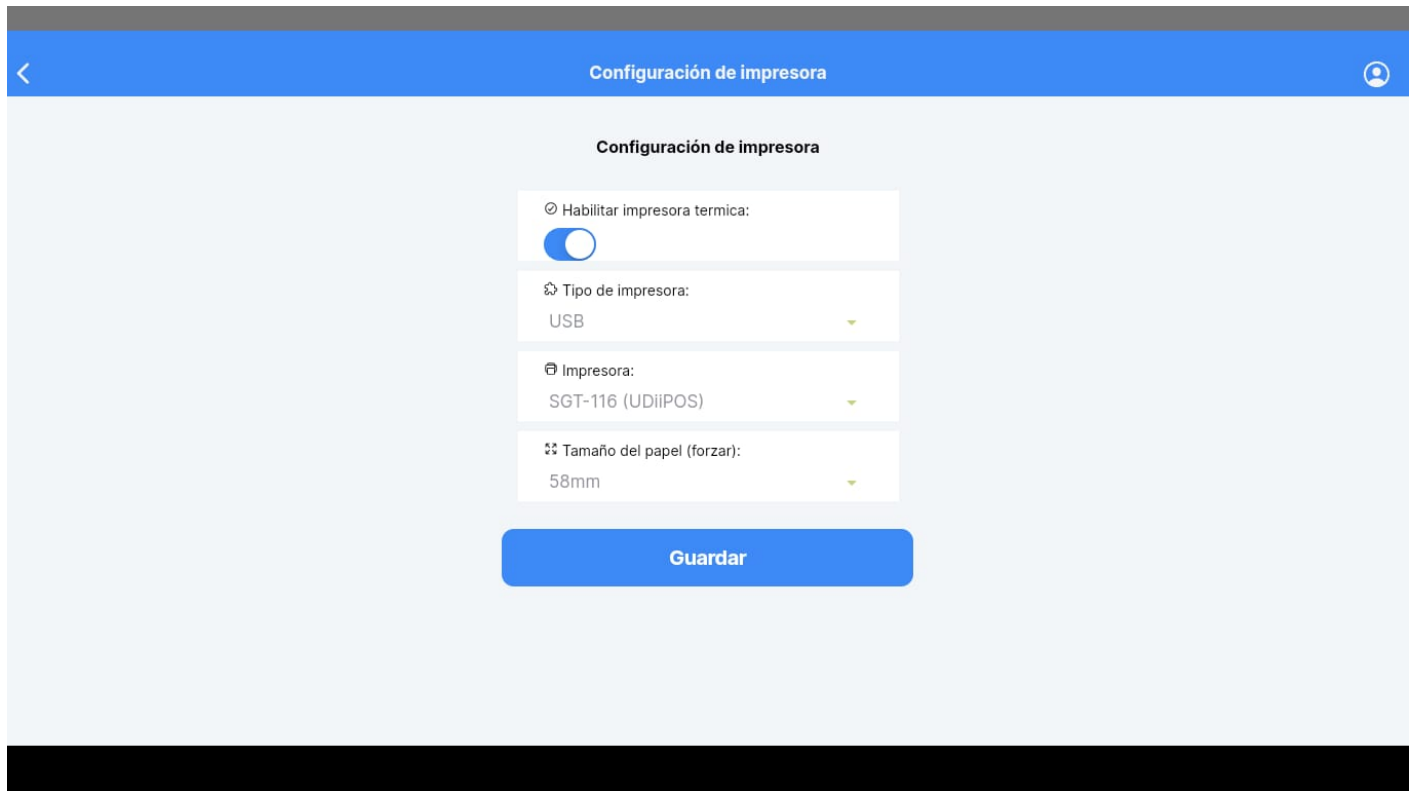 Configuración de impresora
Configuración de impresora
Habilitar impresora termica:
Tipo de impresora:
USB
Impresora:
SGT-116 (UDiiPOS)
Tamaño del papel (forzar):
58mm
Guardar